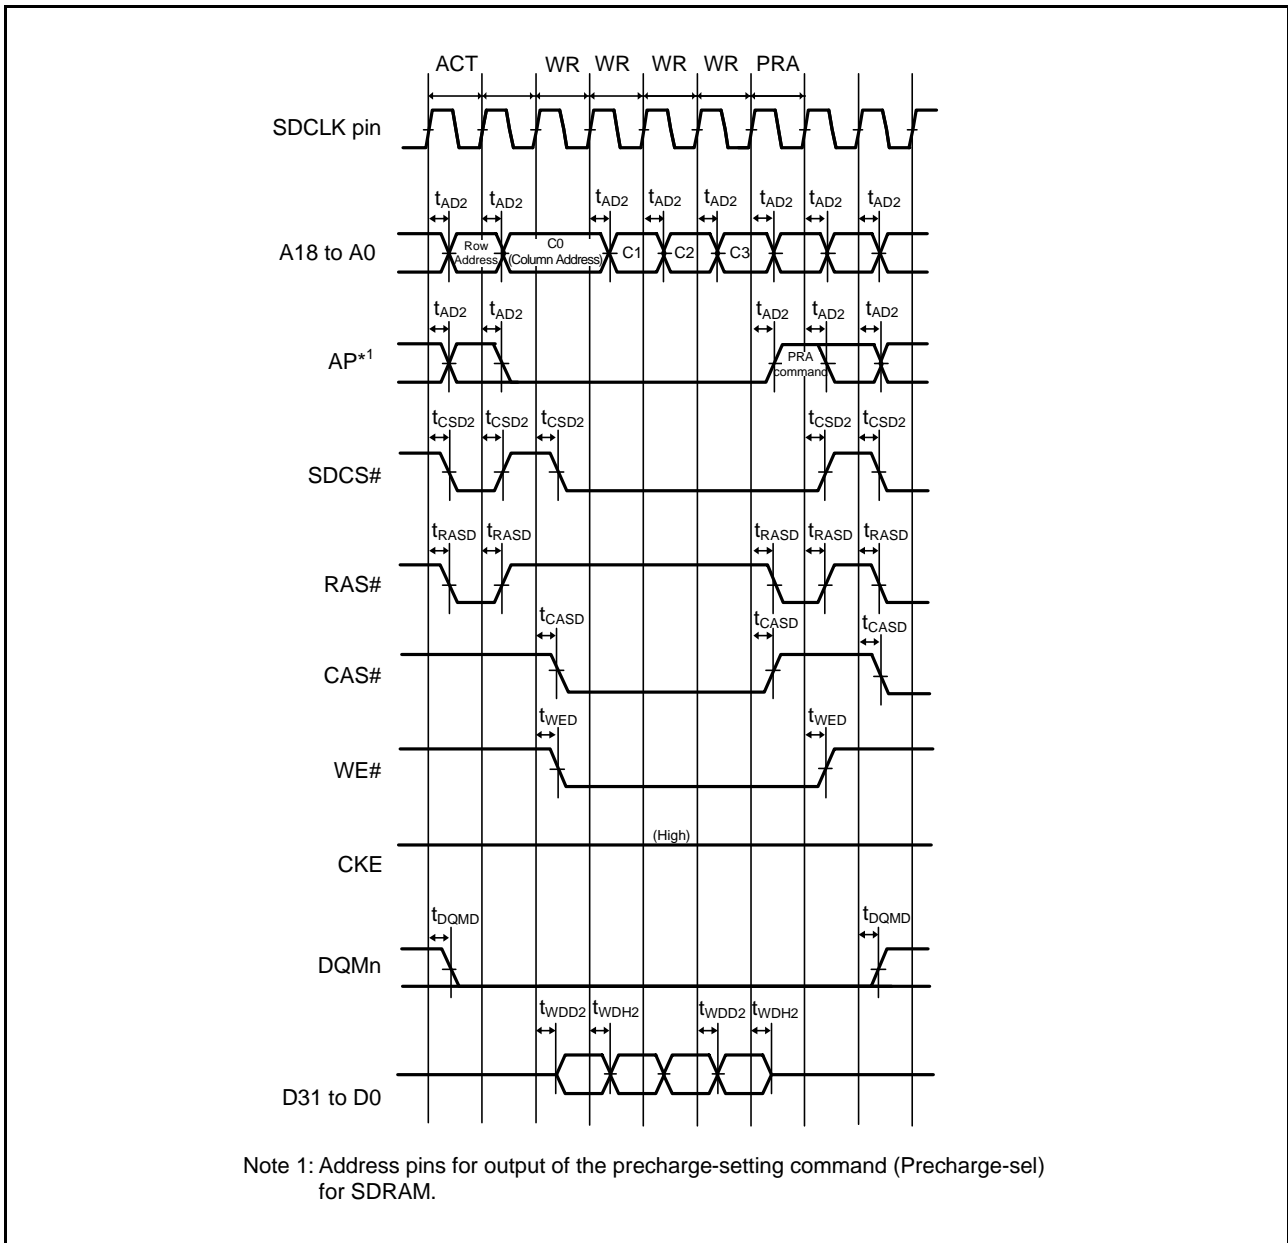 ACT WR WR WR WR PRA
SDCLK pin
tAD2 tAD2 tAD2 tAD2 tAD2 tAD2 tAD2 tAD2
A18 to A0
Row
Address
C0
(Column Address)
C1 C2 C3
tAD2 tAD2 tAD2 tAD2 tAD2
AP*1
PRA
command
tCSD2 tCSD2 tCSD2 tCSD2 tCSD2
SDCS#
tRASD tRASD tRASD tRASD tRASD
RAS#
tCASD tCASD tCASD
CAS#
tWED tWED
WE#
(High)
CKE
tDQMD tDQMD
DQMn
tWDD2 tWDH2 tWDD2 tWDH2
D31 to D0
Note 1: Address pins for output of the precharge-setting command (Precharge-sel)
for SDRAM.